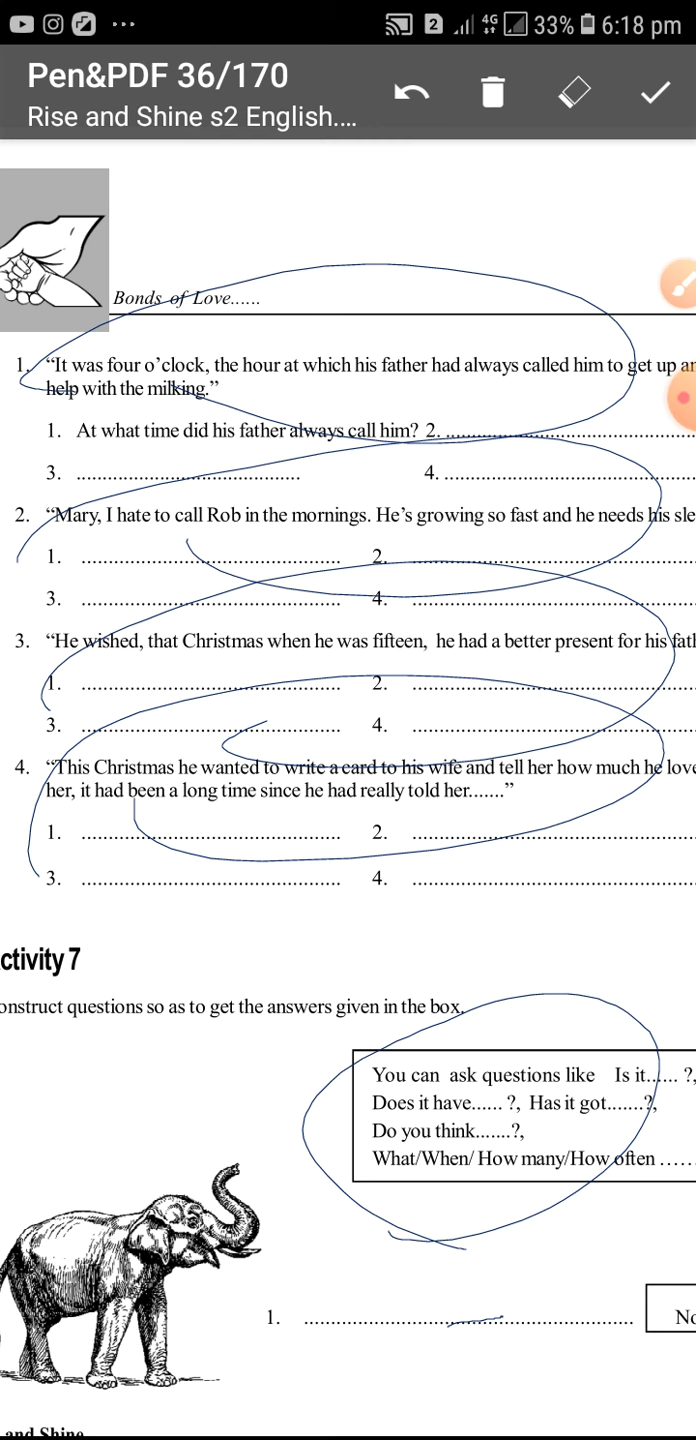 2 4G 33% 6:18 pm
Pen&PDF 36/170
Rise and Shine s2 English....
Bonds of Love......
1. “It was four o’clock, the hour at which his father had always called him to get up
help with the milking.”
1. At what time did his father always call him? 2. ..........................................
3. .......................................... 4. ..........................................
2. “Mary, I hate to call Rob in the mornings. He’s growing so fast and he needs his
1. .......................................... 2. ..........................................
3. .......................................... 4. ..........................................
3. “He wished, that Christmas when he was fifteen, he had a better present for his
1. .......................................... 2. ..........................................
3. .......................................... 4. ..........................................
4. “This Christmas he wanted to write a card to his wife and tell her how much he
her, it had been a long time since he had really told her.......”
1. .......................................... 2. ..........................................
3. .......................................... 4. ..........................................
ctivity 7
onstruct questions so as to get the answers given in the box.
You can ask questions like Is it...... ?,
Does it have...... ?, Has it got.......?,
Do you think.......?,
What/When/ How many/How often .....
1. ..........................................
and Shine